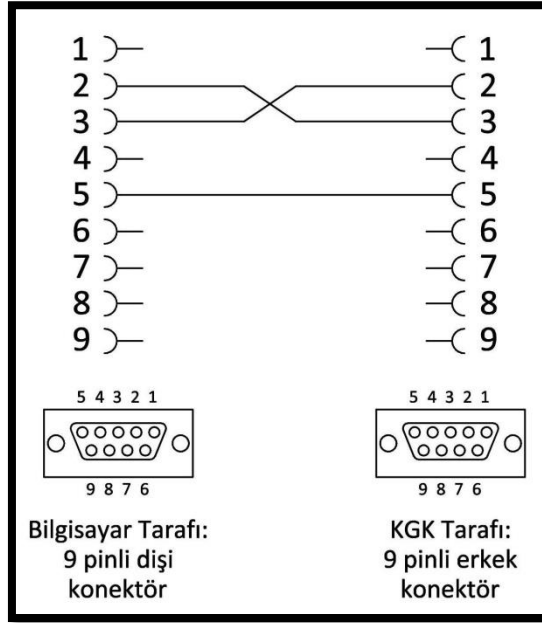 1 1
2 2
3 3
4 4
5 5
6 6
7 7
8 8
9 9
5 4 3 2 1
9 8 7 6
Bilgisayar Tarafı:
9 pinli dişi
konektör
5 4 3 2 1
9 8 7 6
KGK Tarafı:
9 pinli erkek
konektör